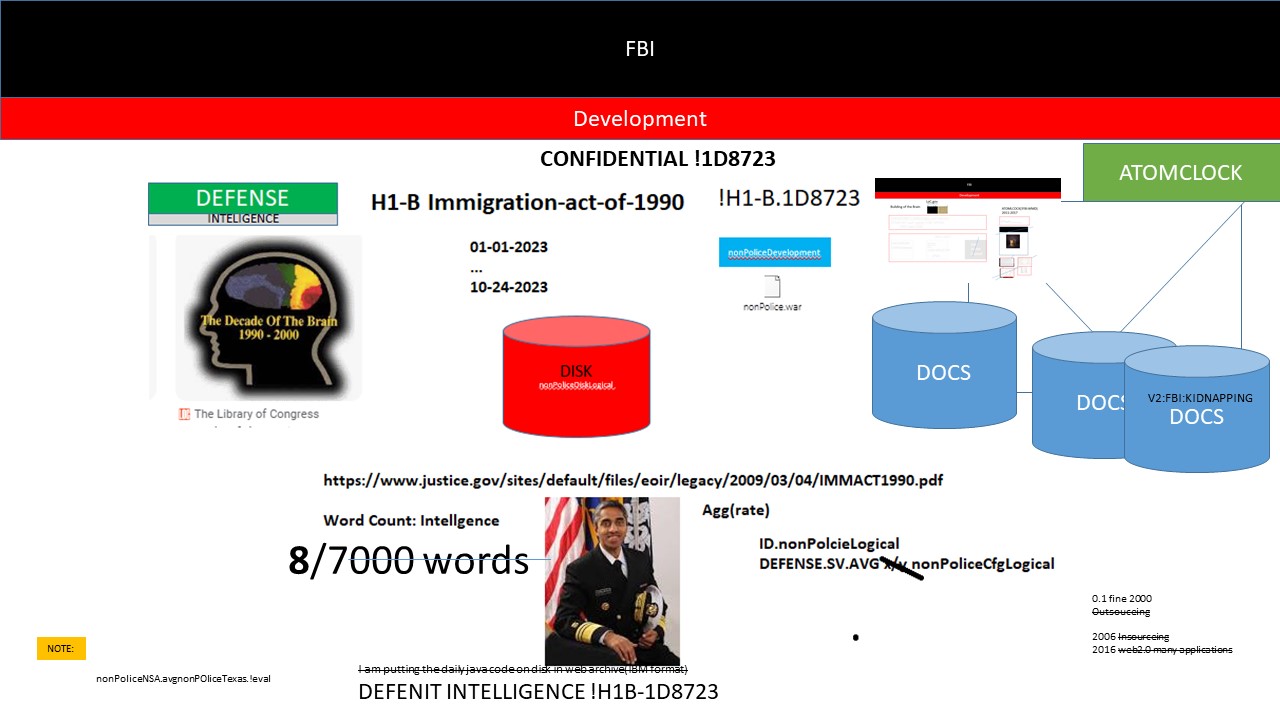 FBI
Development
CONFIDENTIAL !1D8723
ATOMCLOCK
DEFENSE
INTELIGENCE
H1-B Immigration-act-of-1990
!H1-B.1D8723
01-01-2023
...
10-24-2023
nonPoliceDevelopment
nonPolice.war
The Decade Of The Brain
1990 - 2000
The Library of Congress
DISK
nonPoliceDiskLogical
DOCS
DOCS
V2:FBI:KIDNAPPING
DOCS
https://www.justice.gov/sites/default/files/eoir/legacy/2009/03/04/IMMACT1990.pdf
Word Count: Intellgence
8/7000 words
Agg(rate)
ID.nonPolcieLogical
DEFENSE.SV.AVG x/y nonPoliceCfgLogical
0.1 fine 2000
Outsouceing
2006 Insourceing
2016 web2.0 many applications
NOTE:
nonPoliceNSA.avgnonPOliceTexas.!eval
I am putting the daily java code on disk in web archive(IBM format)
DEFENIT INTELLIGENCE !H1B-1D8723